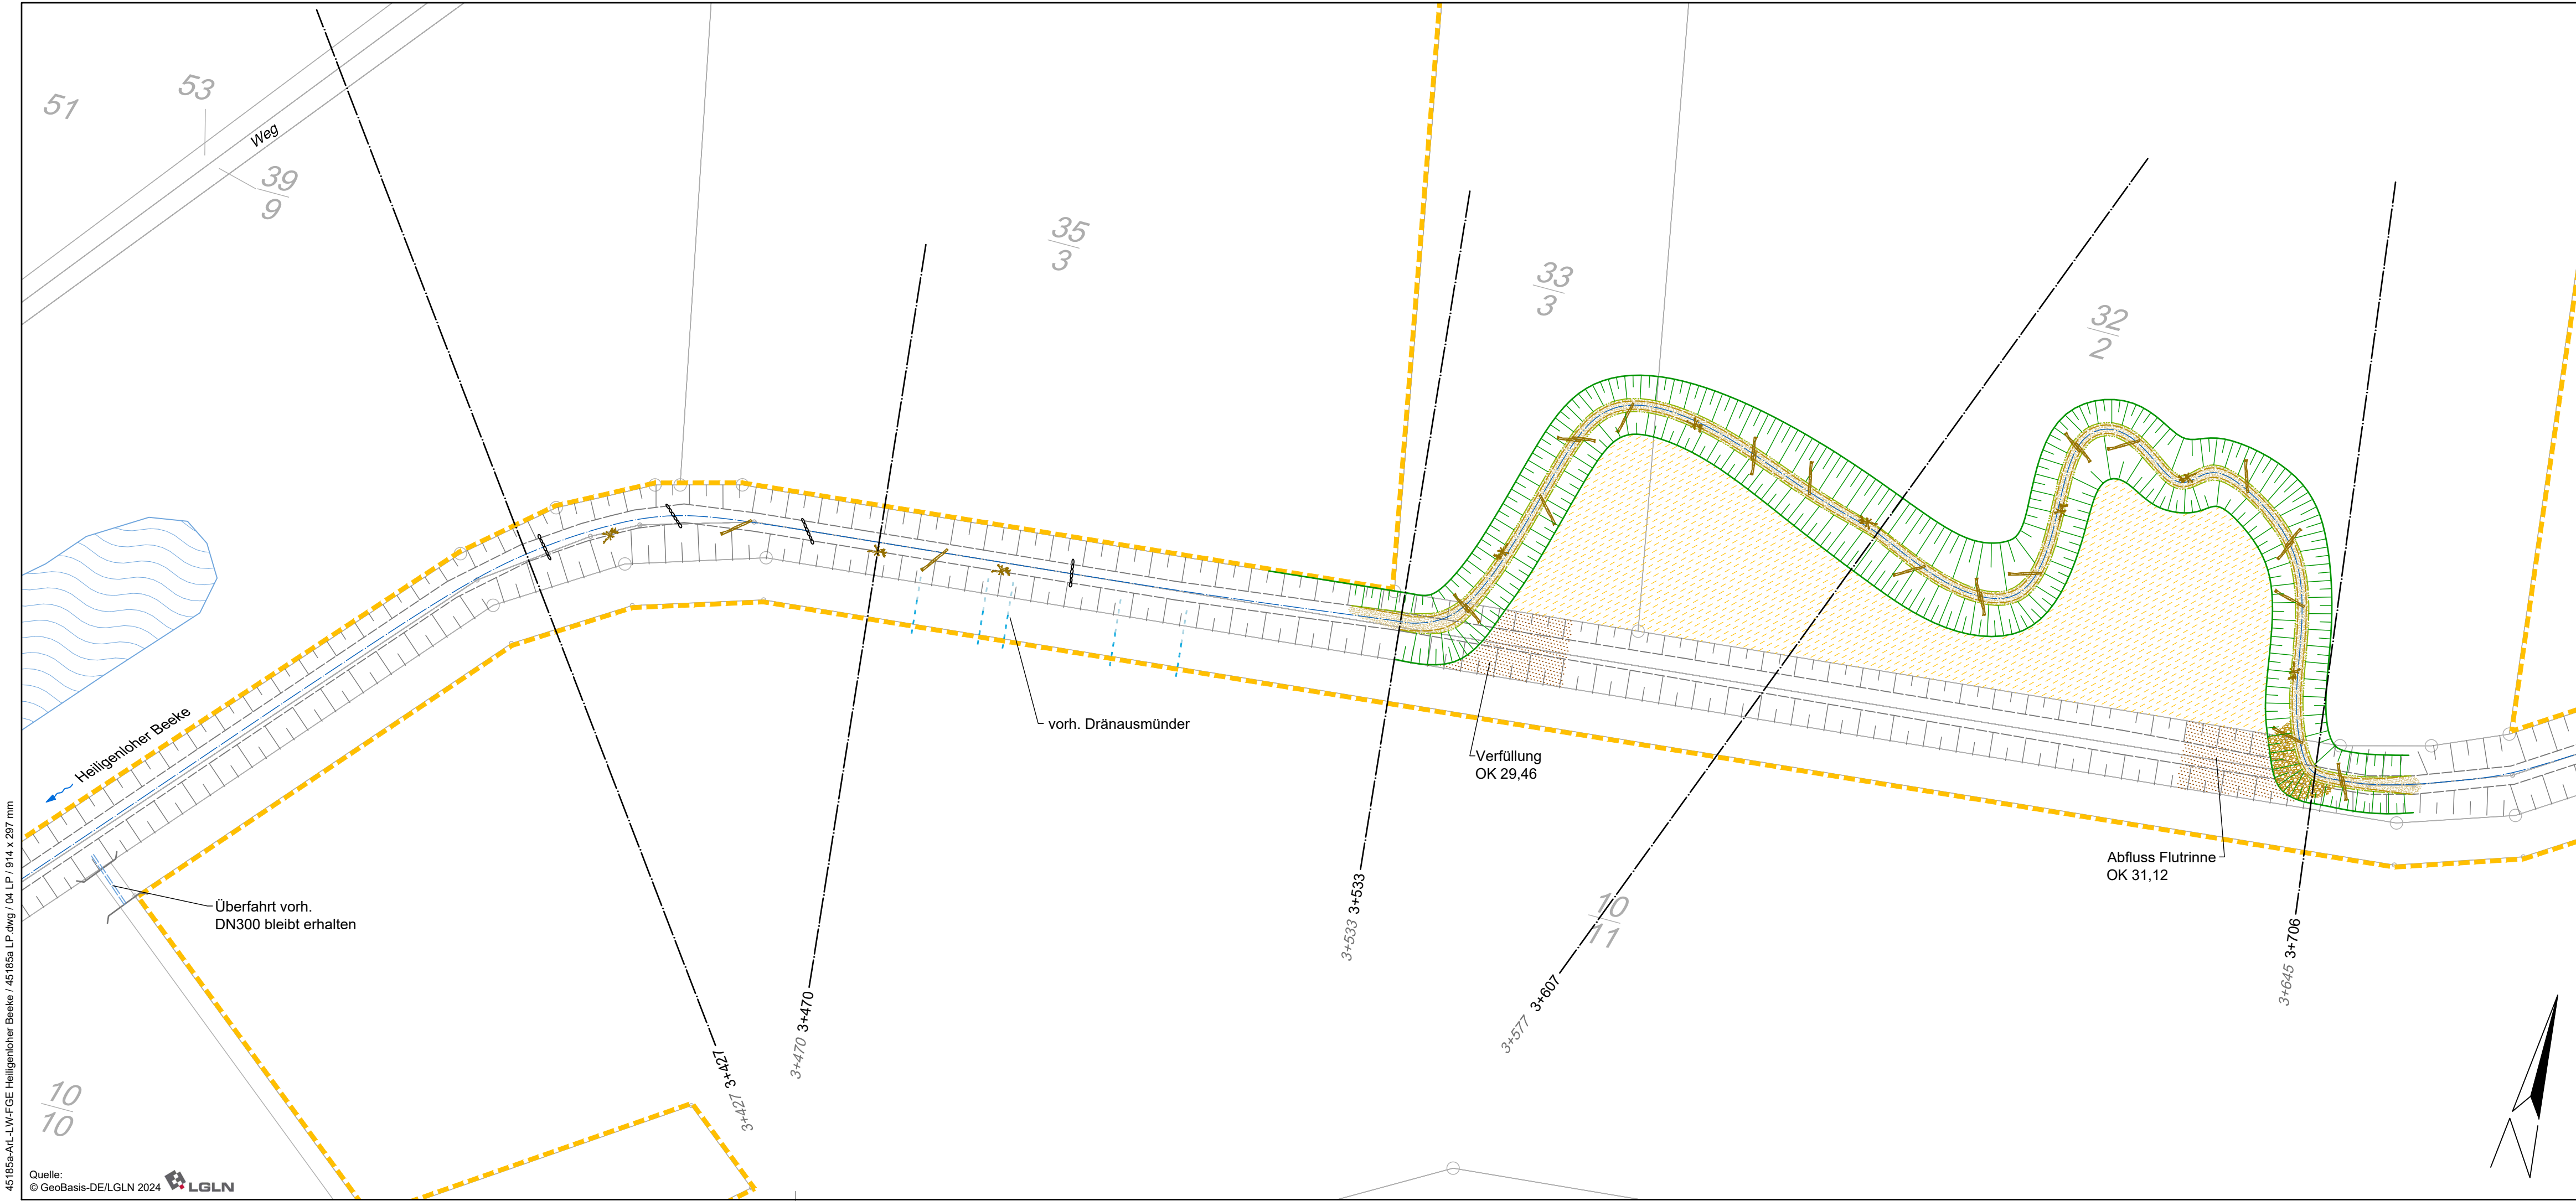 51
53
Weg
39
9
35
3
33
3
32
2
Heiligenloher Beeke
vorh. Dränausmünder
Verfüllung
OK 29,46
Abfluss Flutrinne
OK 31,12
Überfahrt vorh.
DN300 bleibt erhalten
3+427 3+427
3+470 3+470
3+533 3+533
3+577 3+607
3+645 3+706
10
11
10
10
Quelle:
© GeoBasis-DE/LGLN 2024 LGLN
45185a-ArL-LW-FGE Heiligenloher Beeke / 45185a LP.dwg / 04 LP / 914 x 297 mm